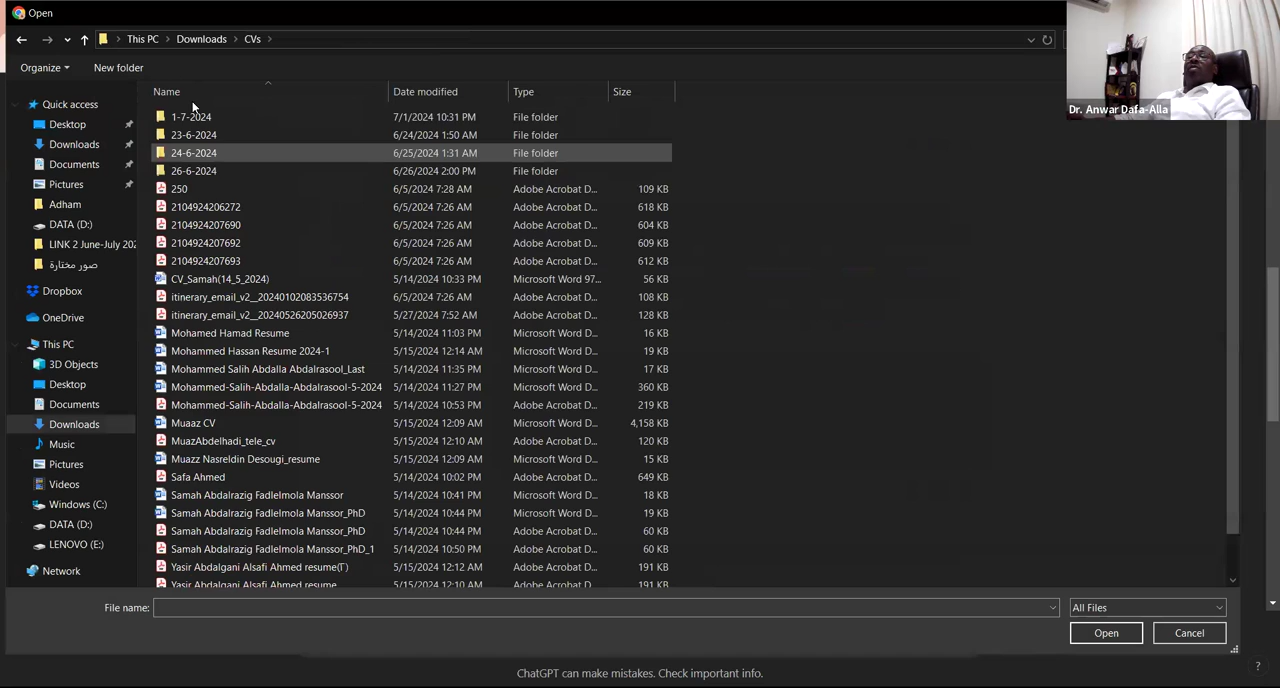 Open
This PC > Downloads > CVs >
Organize
New folder
Name Date modified Type Size
Quick access
Desktop
Downloads
Documents
Pictures
Adham
DATA (D:)
LINK 2 June-July 202
صور مختارة
Dropbox
OneDrive
This PC
3D Objects
Desktop
Documents
Downloads
Music
Pictures
Videos
Windows (C:)
DATA (D:)
LENOVO (E:)
Network
1-7-2024 7/1/2024 10:31 PM File folder
23-6-2024 6/24/2024 1:50 AM File folder
24-6-2024 6/25/2024 1:31 AM File folder
26-6-2024 6/26/2024 2:00 PM File folder
250 6/5/2024 7:28 AM Adobe Acrobat D... 109 KB
2104924206272 6/5/2024 7:26 AM Adobe Acrobat D... 618 KB
2104924207690 6/5/2024 7:26 AM Adobe Acrobat D... 604 KB
2104924207692 6/5/2024 7:26 AM Adobe Acrobat D... 609 KB
2104924207693 6/5/2024 7:26 AM Adobe Acrobat D... 612 KB
CV_Samah(14_5_2024) 5/14/2024 10:33 PM Microsoft Word 97... 56 KB
itinerary_email_v2__20240102083536754 6/5/2024 7:26 AM Adobe Acrobat D... 108 KB
itinerary_email_v2__20240526205026937 5/27/2024 7:52 AM Adobe Acrobat D... 128 KB
Mohamed Hamad Resume 5/14/2024 11:03 PM Microsoft Word D... 16 KB
Mohammed Hassan Resume 2024-1 5/15/2024 12:14 AM Microsoft Word D... 19 KB
Mohammed Salih Abdalla Abdalrasool_Last 5/14/2024 11:35 PM Microsoft Word D... 17 KB
Mohammed-Salih-Abdalla-Abdalrasool-5-2024 5/14/2024 11:27 PM Microsoft Word D... 360 KB
Mohammed-Salih-Abdalla-Abdalrasool-5-2024 5/14/2024 10:53 PM Adobe Acrobat D... 219 KB
Muaaz CV 5/15/2024 12:09 AM Microsoft Word D... 4,158 KB
MuazAbdelhadi_tele_cv 5/15/2024 12:10 AM Adobe Acrobat D... 120 KB
Muazz Nasreldin Desougi_resume 5/15/2024 12:09 AM Microsoft Word D... 15 KB
Safa Ahmed 5/14/2024 10:02 PM Adobe Acrobat D... 649 KB
Samah Abdalrazig Fadlelmola Manssor 5/14/2024 10:41 PM Microsoft Word D... 18 KB
Samah Abdalrazig Fadlelmola Manssor_PhD 5/14/2024 10:44 PM Microsoft Word D... 19 KB
Samah Abdalrazig Fadlelmola Manssor_PhD 5/14/2024 10:44 PM Adobe Acrobat D... 60 KB
Samah Abdalrazig Fadlelmola Manssor_PhD_1 5/14/2024 10:50 PM Adobe Acrobat D... 60 KB
Yasir Abdalgani Alsafi Ahmed 5/15/2024 12:12 AM Adobe Acrobat D... 191 KB
Yasir Abdalgani Alsafi Ahmed resume 5/15/2024 12:10 AM Adobe Acrobat D... 191 KB
Dr. Anwar Dafa-Alla
File name:
All Files
Open
Cancel
ChatGPT can make mistakes. Check important info.
?